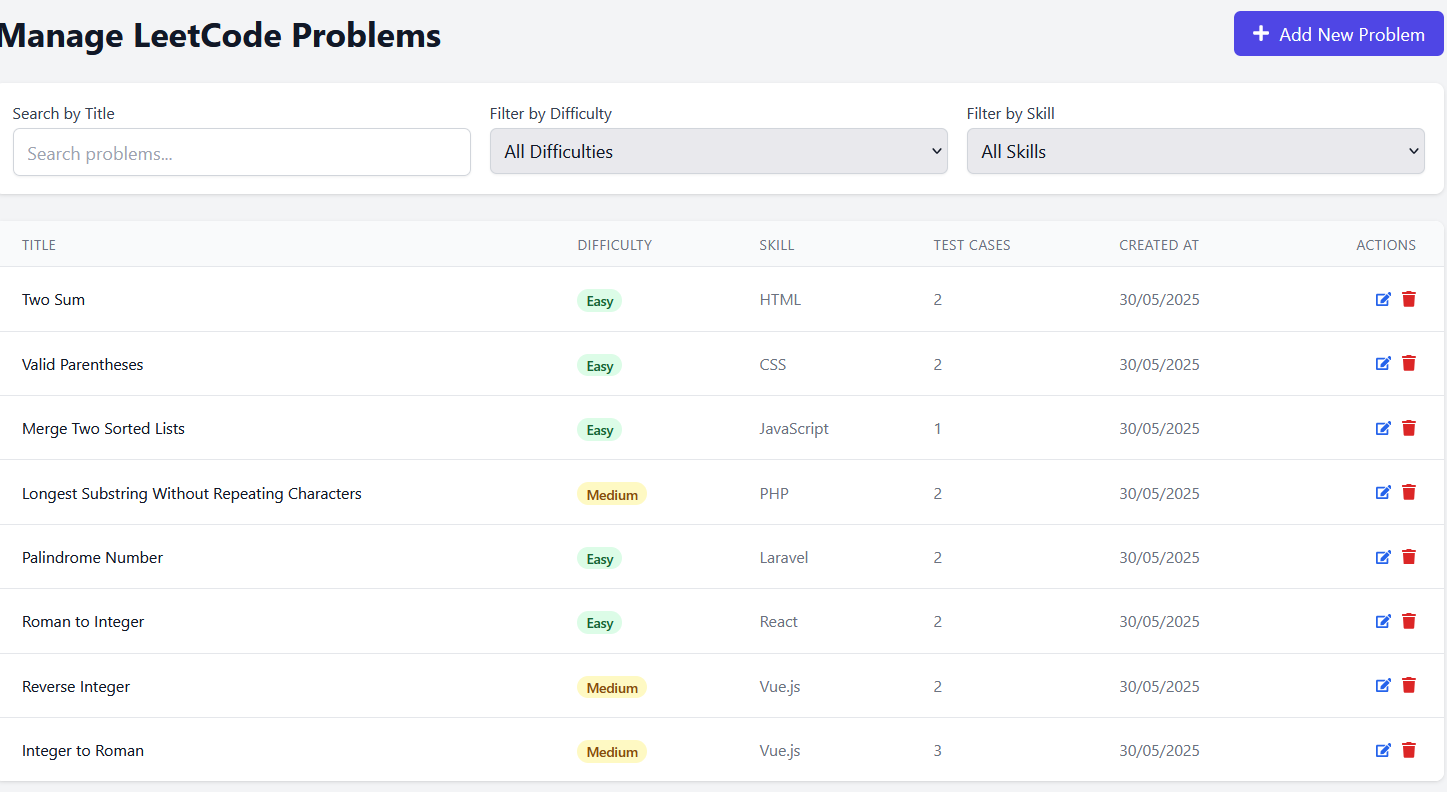 Manage LeetCode Problems
Add New Problem
Search by Title Filter by Difficulty Filter by Skill
Search problems... All Difficulties All Skills
TITLE DIFFICULTY SKILL TEST CASES CREATED AT ACTIONS
Two Sum Easy HTML 2 30/05/2025
Valid Parentheses Easy CSS 2 30/05/2025
Merge Two Sorted Lists Easy JavaScript 1 30/05/2025
Longest Substring Without Repeating Characters Medium PHP 2 30/05/2025
Palindrome Number Easy Laravel 2 30/05/2025
Roman to Integer Easy React 2 30/05/2025
Reverse Integer Medium Vue.js 2 30/05/2025
Integer to Roman Medium Vue.js 3 30/05/2025